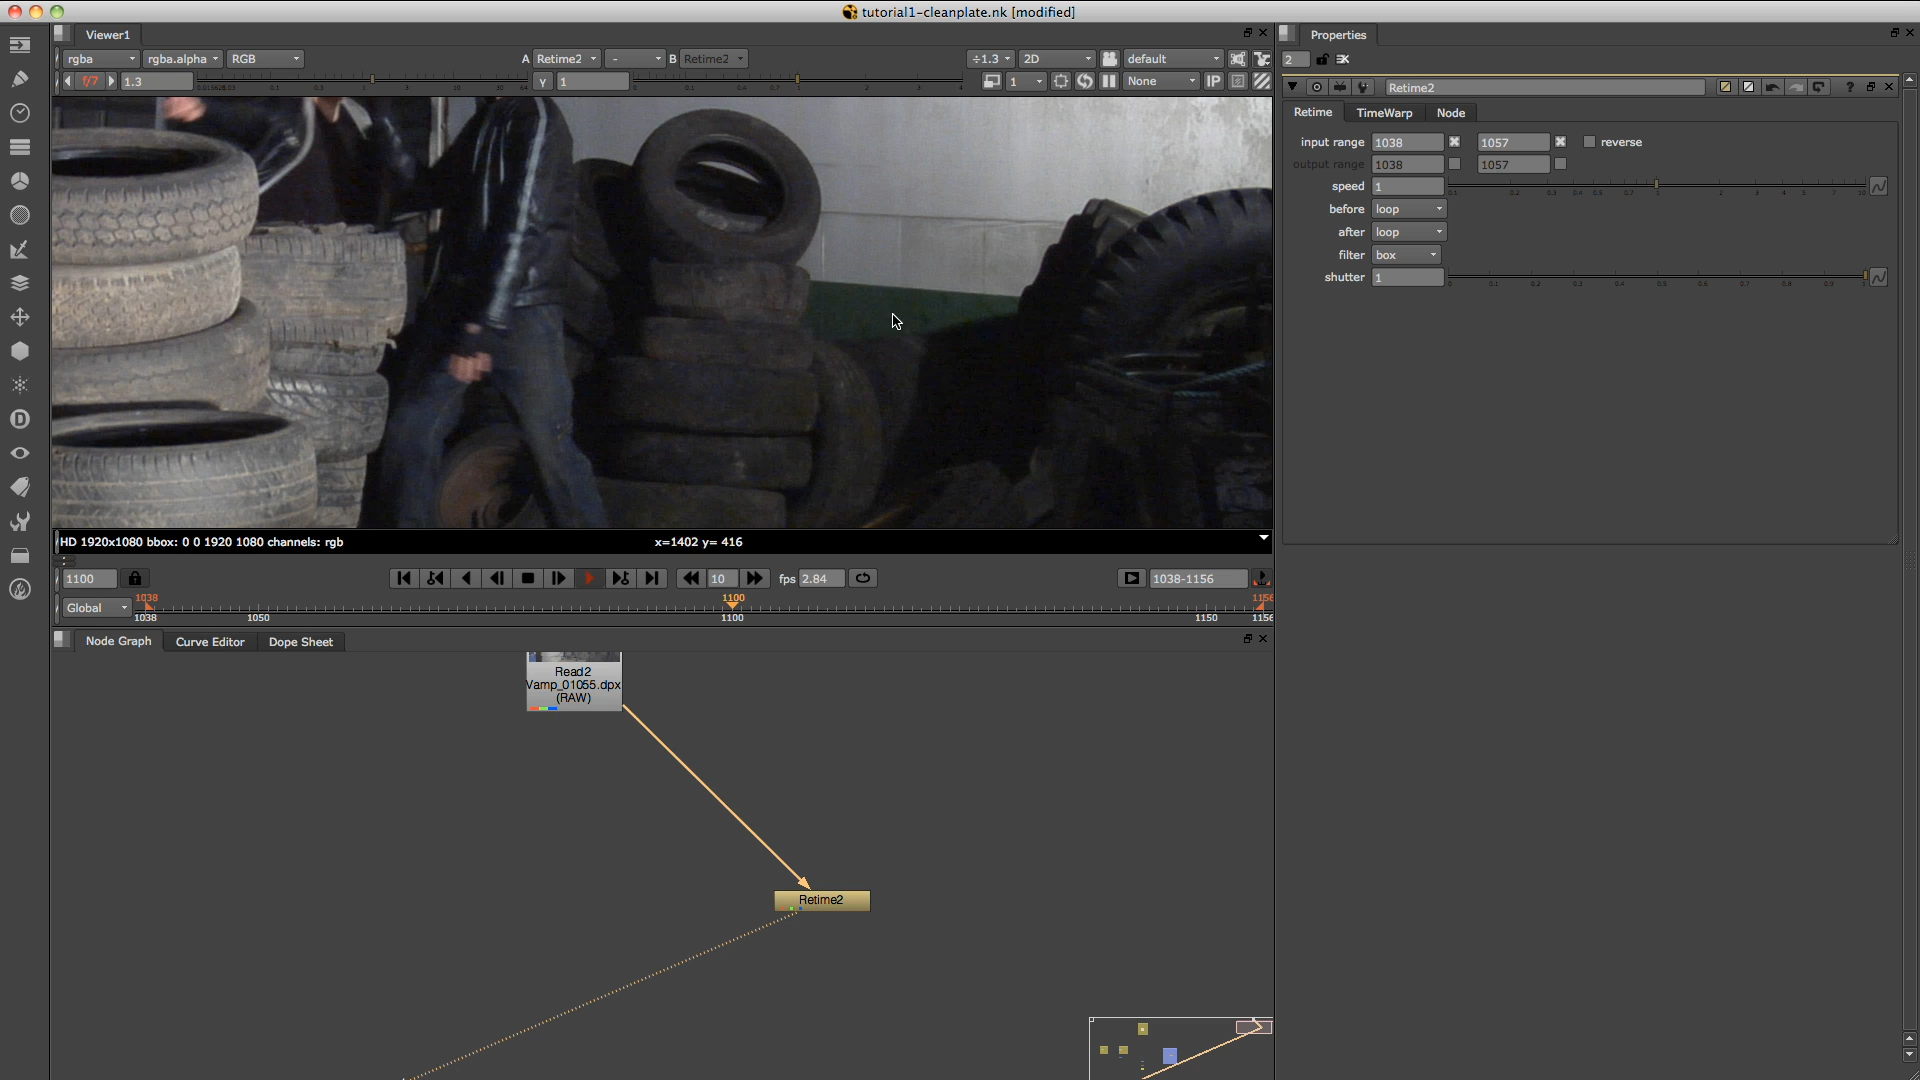 tutorial1-cleanplate.nk [modified]
Viewer1
rgba rgba.alpha RGB A Retime2 - B Retime2 ÷1.3 2D default
f/7 1.3 γ 1 1 None IP
HD 1920x1080 bbox: 0 0 1920 1080 channels: rgb x=1402 y= 416
1100 10 fps 2.84 1038-1156
Global 1038 1100 1156
1038 1050 1100 1150 1156
Node Graph Curve Editor Dope Sheet
Read2
Vamp_01055.dpx
(RAW)
Retime2
Properties
2
Retime2 ?
Retime TimeWarp Node
input range 1038 1057 reverse
output range 1038 1057
speed 1
before loop
after loop
filter box
shutter 1
D